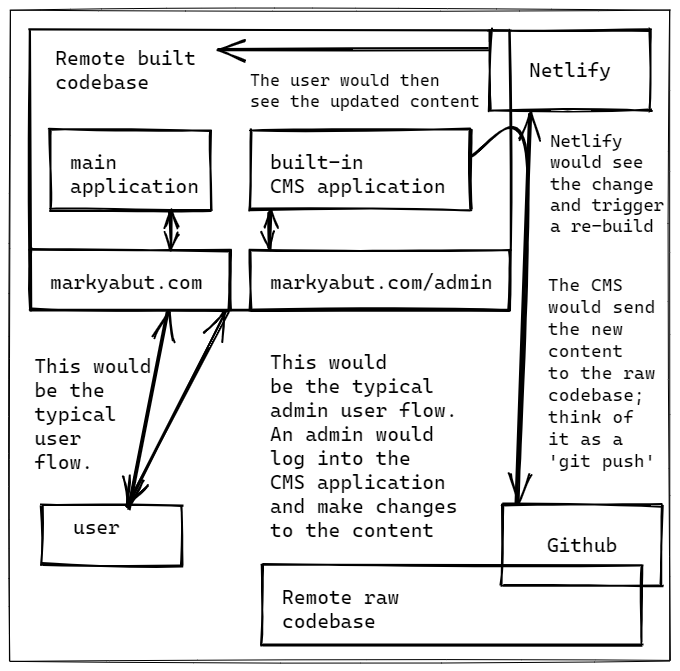 Remote built
codebase
Netlify
The user would then
see the updated content
main
application
built-in
CMS application
Netlify
would see
the change
and trigger
a re-build
markyabut.com
markyabut.com/admin
The CMS
would send
the new
content
to the raw
codebase;
think of
it as a
'git push'
This would
be the
typical
user
flow.
This would
be the typical
admin user flow.
An admin would
log into the
CMS application
and make changes
to the content
user
Github
Remote raw
codebase